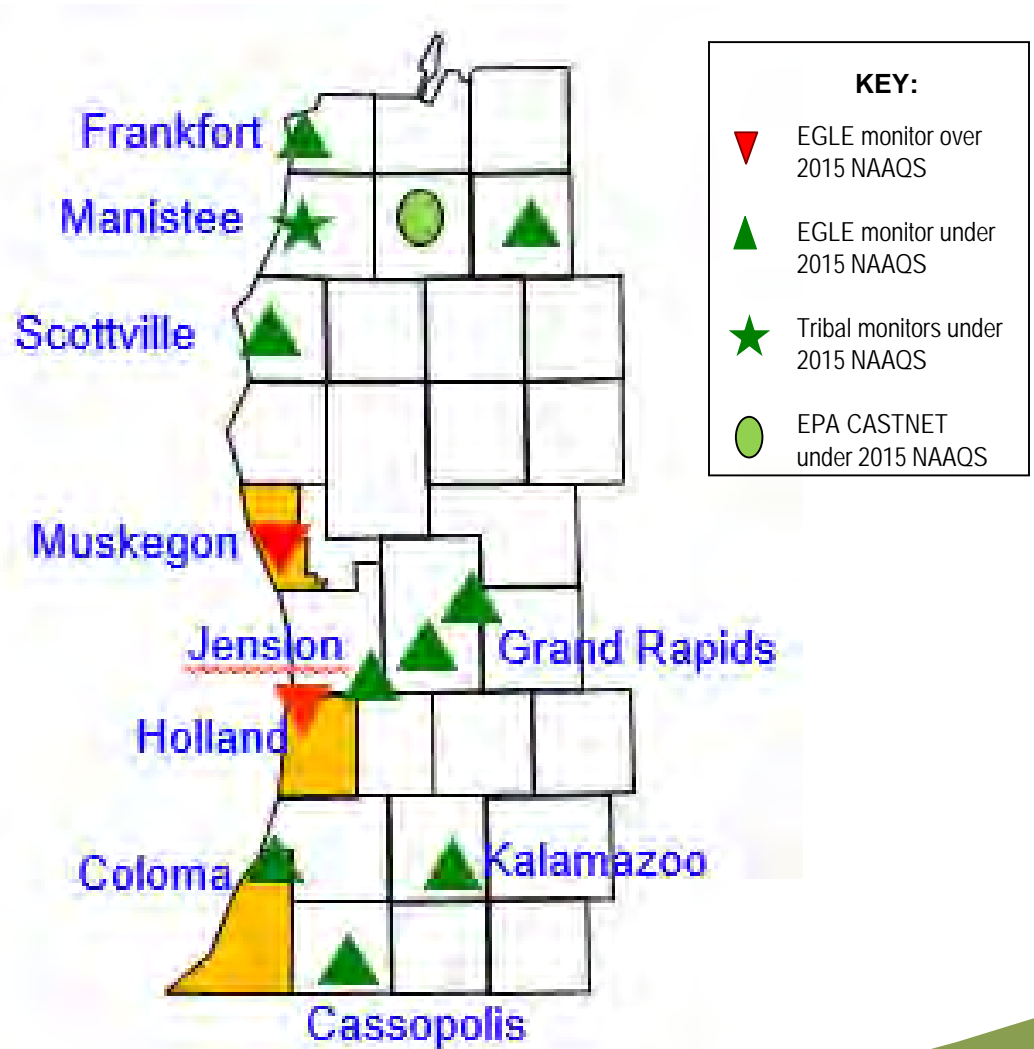 Frankfort
Manistee
Scottville
Muskegon
Jension
Grand Rapids
Holland
Coloma
Kalamazoo
Cassopolis
KEY:
EGLE monitor over
2015 NAAQS
EGLE monitor under
2015 NAAQS
Tribal monitors under
2015 NAAQS
EPA CASTNET
under 2015 NAAQS